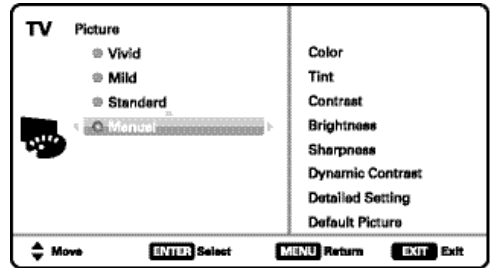 TV Picture
Vivid
Mild
Standard
Manual
Color
Tint
Contrast
Brightness
Sharpness
Dynamic Contrast
Detailed Setting
Default Picture
Move ENTER Select MENU Return EXIT Exit